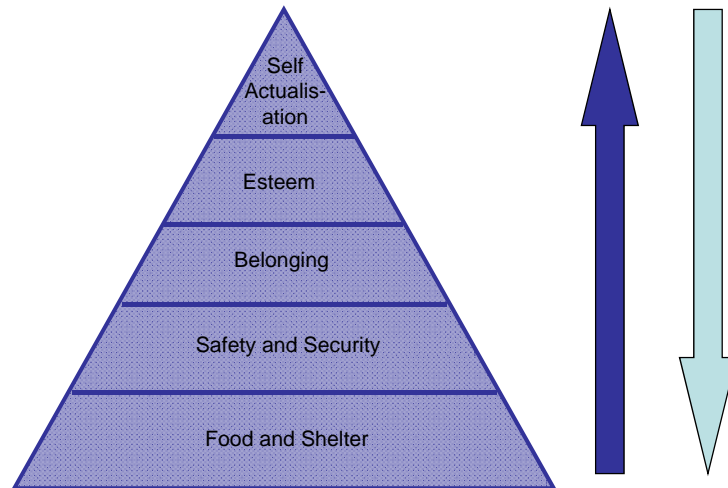 Self
Actualis-
ation
Esteem
Belonging
Safety and Security
Food and Shelter